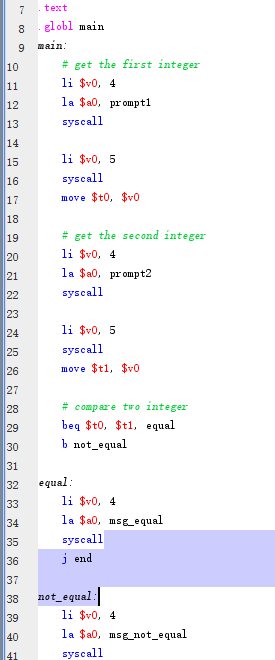 7 .text
8 .globl main
9 main:
10 # get the first integer
11 li $v0, 4
12 la $a0, prompt1
13 syscall
14
15 li $v0, 5
16 syscall
17 move $t0, $v0
18
19 # get the second integer
20 li $v0, 4
21 la $a0, prompt2
22 syscall
23
24 li $v0, 5
25 syscall
26 move $t1, $v0
27
28 # compare two integer
29 beq $t0, $t1, equal
30 b not_equal
31
32 equal:
33 li $v0, 4
34 la $a0, msg_equal
35 syscall
36 j end
37
38 not_equal:
39 li $v0, 4
40 la $a0, msg_not_equal
41 syscall